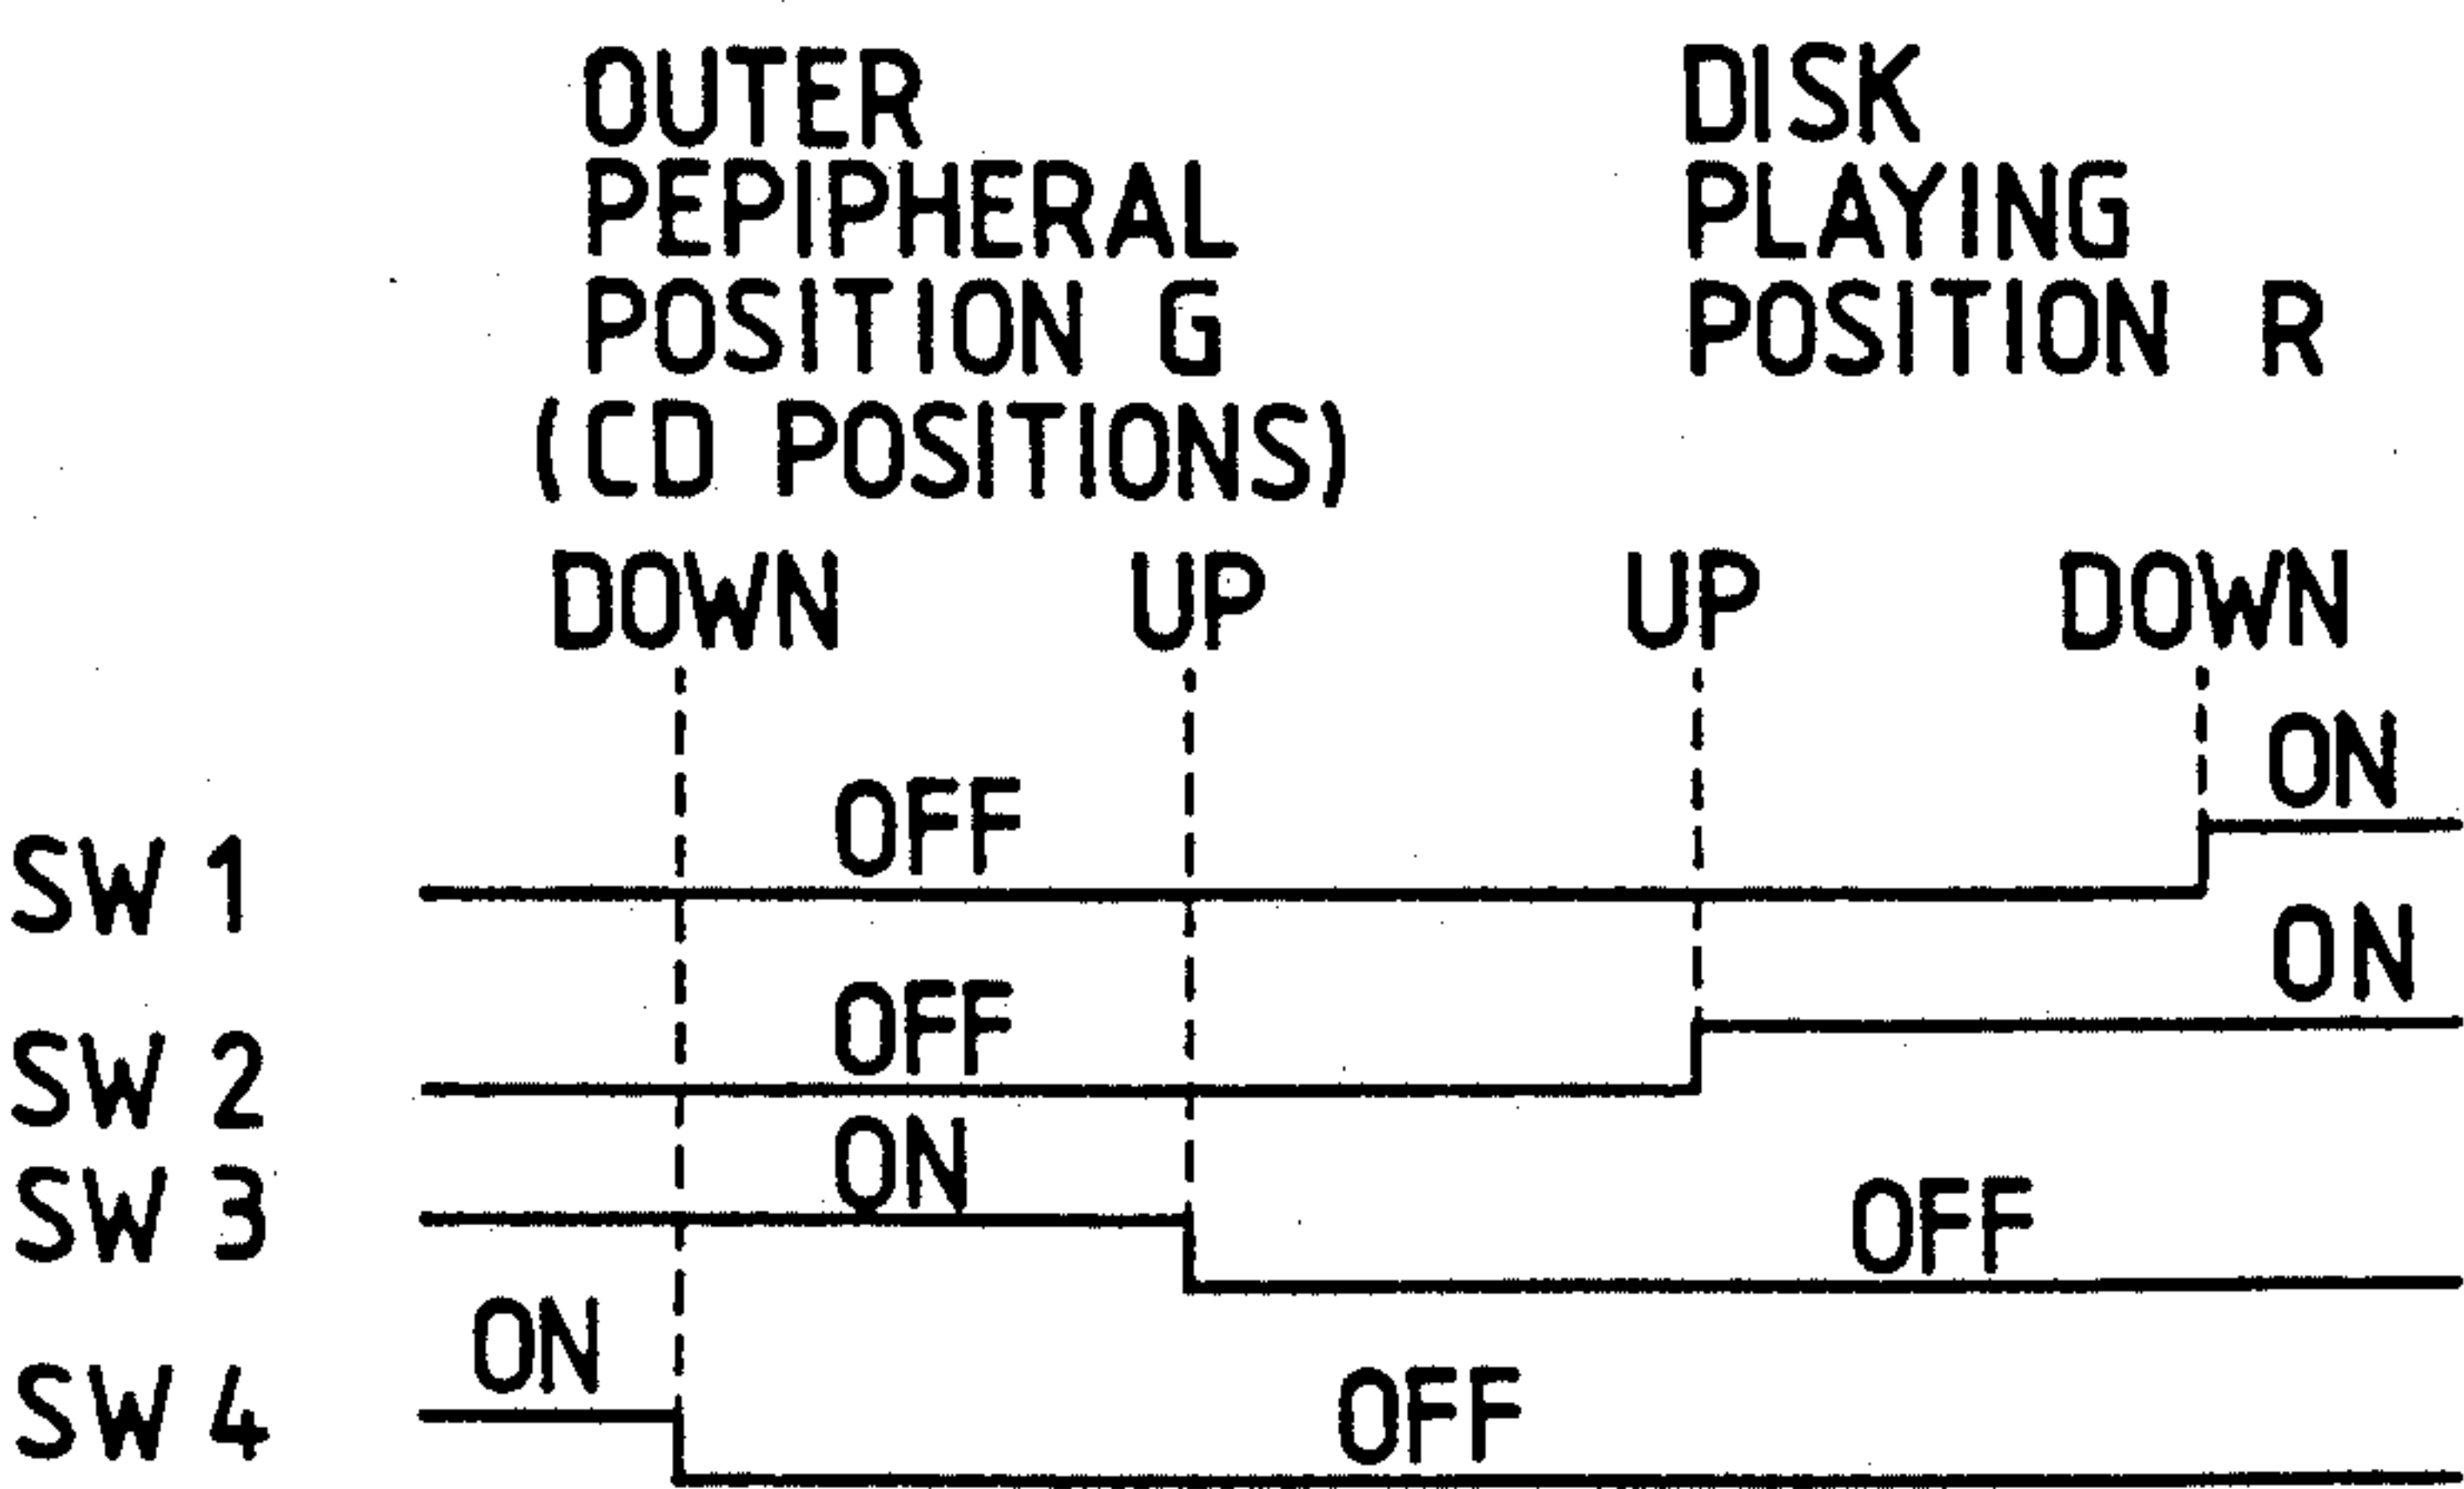 OUTER
PEPIPHERAL
POSITION G
(CD POSITIONS)
DISK
PLAYING
POSITION R
DOWN UP UP DOWN
ON
OFF
SW 1
ON
OFF
SW 2
ON
SW 3
OFF
ON
SW 4
OFF